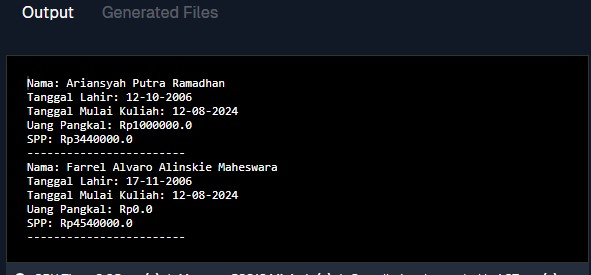 Output Generated Files
Nama: Ariansyah Putra Ramadhan
Tanggal Lahir: 12-10-2006
Tanggal Mulai Kuliah: 12-08-2024
Uang Pangkal: Rp1000000.0
SPP: Rp3440000.0
------------------------
Nama: Farrel Alvaro Alinskie Maheswara
Tanggal Lahir: 17-11-2006
Tanggal Mulai Kuliah: 12-08-2024
Uang Pangkal: Rp0.0
SPP: Rp4540000.0
------------------------